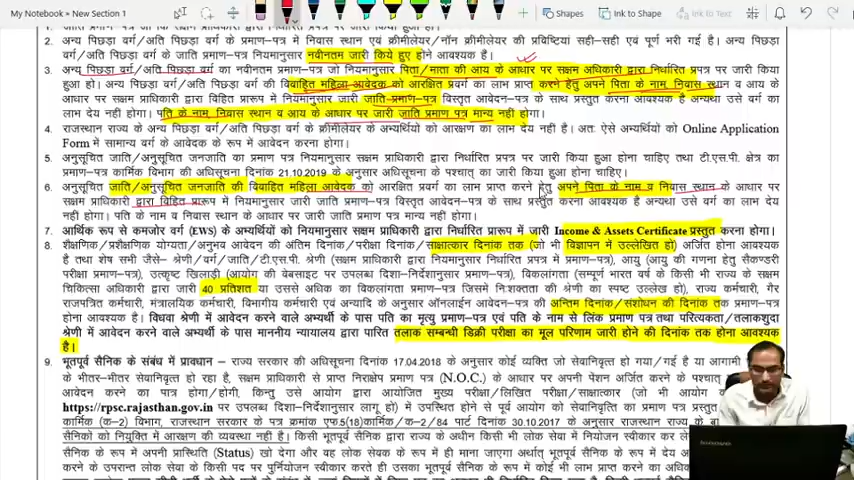 My Notebook » New Section 1
Shapes
Ink to Shape
Ink to Text
2. अन्य पिछड़ा वर्ग/अति पिछड़ा वर्ग के प्रमाण-पत्र में निवास स्थान एवं क्रीमीलेयर/नॉन क्रीमीलेयर की प्रविष्टियां सही-सही एवं पूर्ण भरी गई है। अन्य पिछड़ा
वर्ग/अति पिछड़ा वर्ग के जाति प्रमाण-पत्र नियमानुसार नवीनतम जारी किये हुए होने आवश्यक है।
3. अन्य पिछड़ा वर्ग/अति पिछड़ा वर्ग का नवीनतम प्रमाण-पत्र जो नियमानुसार पिता/माता की आय के आधार पर सक्षम अधिकारी द्वारा निर्धारित प्रपत्र पर जारी किया
हुआ हो। अन्य पिछड़ा वर्ग/अति पिछड़ा वर्ग की विवाहित महिला आवेदक को आरक्षित प्रवर्ग का लाभ प्राप्त करने हेतु अपने पिता के नाम, निवास स्थान व आय के
आधार पर सक्षम प्राधिकारी द्वारा विहित प्रारूप में नियमानुसार जारी जाति-प्रमाण-पत्र विस्तृत आवेदन-पत्र के साथ प्रस्तुत करना आवश्यक है अन्यथा उसे वर्ग का
लाभ देय नहीं होगा। पति के नाम व निवास स्थान व आय के आधार पर जारी जाति प्रमाण पत्र मान्य नहीं होगा।
4. राजस्थान राज्य के अन्य पिछड़ा वर्ग/अति पिछड़ा वर्ग के क्रीमीलेयर के अभ्यर्थियों को आरक्षण का लाभ देय नहीं है। अतः ऐसे अभ्यर्थियों को Online Application
Form में सामान्य वर्ग के आवेदक के रूप में आवेदन करना होगा।
5. अनुसूचित जाति/अनुसूचित जनजाति का प्रमाण पत्र नियमानुसार सक्षम प्राधिकारी द्वारा निर्धारित प्रपत्र पर जारी किया हुआ होना चाहिए तथा टी.एस.पी. क्षेत्र का
प्रमाण-पत्र कार्मिक विभाग की अधिसूचना दिनांक 21.10.2019 के अनुसार अधिसूचना के पश्चात् का जारी किया हुआ होना चाहिए।
6. अनुसूचित जाति/अनुसूचित जनजाति की विवाहित महिला आवेदक को आरक्षित प्रवर्ग का लाभ प्राप्त करने हेतु अपने पिता के नाम व निवास स्थान के आधार पर
सक्षम प्राधिकारी द्वारा विहित प्रारूप में नियमानुसार जारी जाति-प्रमाण-पत्र विस्तृत आवेदन-पत्र के साथ प्रस्तुत करना आवश्यक है अन्यथा उसे वर्ग का लाभ देय
नहीं होगा। पति के नाम व निवास स्थान के आधार पर जारी जाति प्रमाण पत्र मान्य नहीं होगा।
7. आर्थिक रूप से कमजोर वर्ग (EWS) के अभ्यर्थियों को नियमानुसार सक्षम प्राधिकारी द्वारा निर्धारित प्रारूप में जारी Income & Assets Certificate प्रस्तुत करना होगा।
8. शैक्षणिक/प्रशैक्षणिक योग्यता/अनुभव आवेदन की अंतिम दिनांक/परीक्षा दिनांक/साक्षात्कार दिनांक तक (जो भी विज्ञापन में उल्लेखित हो) अर्जित होना आवश्यक
है तथा शेष सभी जैसे- श्रेणी/वर्ग/जाति/टी.एस.पी. श्रेणी (सक्षम प्राधिकारी द्वारा नियमानुसार निर्धारित प्रपत्र में प्रमाण-पत्र), आयु (आयु की गणना हेतु सैकण्डरी
परीक्षा प्रमाण-पत्र), उत्कृष्ट खिलाड़ी (आयोग की वेबसाइट पर उपलब्ध दिशा-निर्देशानुसार प्रमाण-पत्र), विकलांगता (सम्पूर्ण भारत वर्ष के किसी भी राज्य के सक्षम
चिकित्सा अधिकारी द्वारा जारी 40 प्रतिशत या उससे अधिक का विकलांगता प्रमाण-पत्र जिसमें निःशक्तता की श्रेणी का स्पष्ट उल्लेख हो), राज्य कर्मचारी, गैर
राजपत्रित कर्मचारी, मंत्रालयिक कर्मचारी, विभागीय कर्मचारी एवं अन्यादि के अनुसार ऑनलाईन आवेदन-पत्र की अन्तिम दिनांक/संशोधन की दिनांक तक प्रमाण-पत्र
होना आवश्यक है। विधवा श्रेणी में आवेदन करने वाले अभ्यर्थी के पास पति का मृत्यु प्रमाण-पत्र एवं पति के नाम से लिंक प्रमाण पत्र तथा परित्यक्ता/तलाकशुदा
श्रेणी में आवेदन करने वाले अभ्यर्थी के पास माननीय न्यायालय द्वारा पारित तलाक सम्बन्धी डिक्री परीक्षा का मूल परिणाम जारी होने की दिनांक तक होना आवश्यक
है।
9. भूतपूर्व सैनिक के संबंध में प्रावधान - राज्य सरकार की अधिसूचना दिनांक 17.04.2018 के अनुसार कोई व्यक्ति जो सेवानिवृत्त हो गया/गई है या आगामी
के भीतर-भीतर सेवानिवृत्त हो रहा है, सक्षम प्राधिकारी से प्राप्त निराक्षेप प्रमाण पत्र (N.O.C.) के आधार पर अपनी पेंशन अर्जित करने के पश्चात्
आवेदन करने का पात्र होगा/होगी, किन्तु उसे आयोग द्वारा आयोजित मुख्य परीक्षा/लिखित परीक्षा/साक्षात्कार (जो भी आयोग
https://rpsc.rajasthan.gov.in पर उपलब्ध दिशा-निर्देशानुसार लागू हो) में उपस्थित होने से पूर्व आयोग को सेवानिवृत्ति का प्रमाण पत्र प्रस्तुत
कार्मिक (क-2) विभाग, राजस्थान सरकार के पत्र क्रमांक एफ.5(18)कार्मिक/क-2/84 पार्ट दिनांक 30.10.2017 के अनुसार राजस्थान राज्य के
सैनिकों को नियुक्ति में आरक्षण की व्यवस्था नहीं है। किसी भूतपूर्व सैनिक द्वारा राज्य के अधीन किसी भी लोक सेवा में नियोजन स्वीकार कर
सैनिक के रूप में अपनी प्रास्थिति (Status) खो देगा और वह लोक सेवक के रूप में ही माना जाएगा अर्थात् भूतपूर्व सैनिक के रूप में देय
करने के उपरान्त लोक सेवा के किसी पद पर पुर्नियोजन स्वीकार करते ही उसका भूतपूर्व सैनिक के रूप में कोई भी लाभ प्राप्त करने का
lenovo